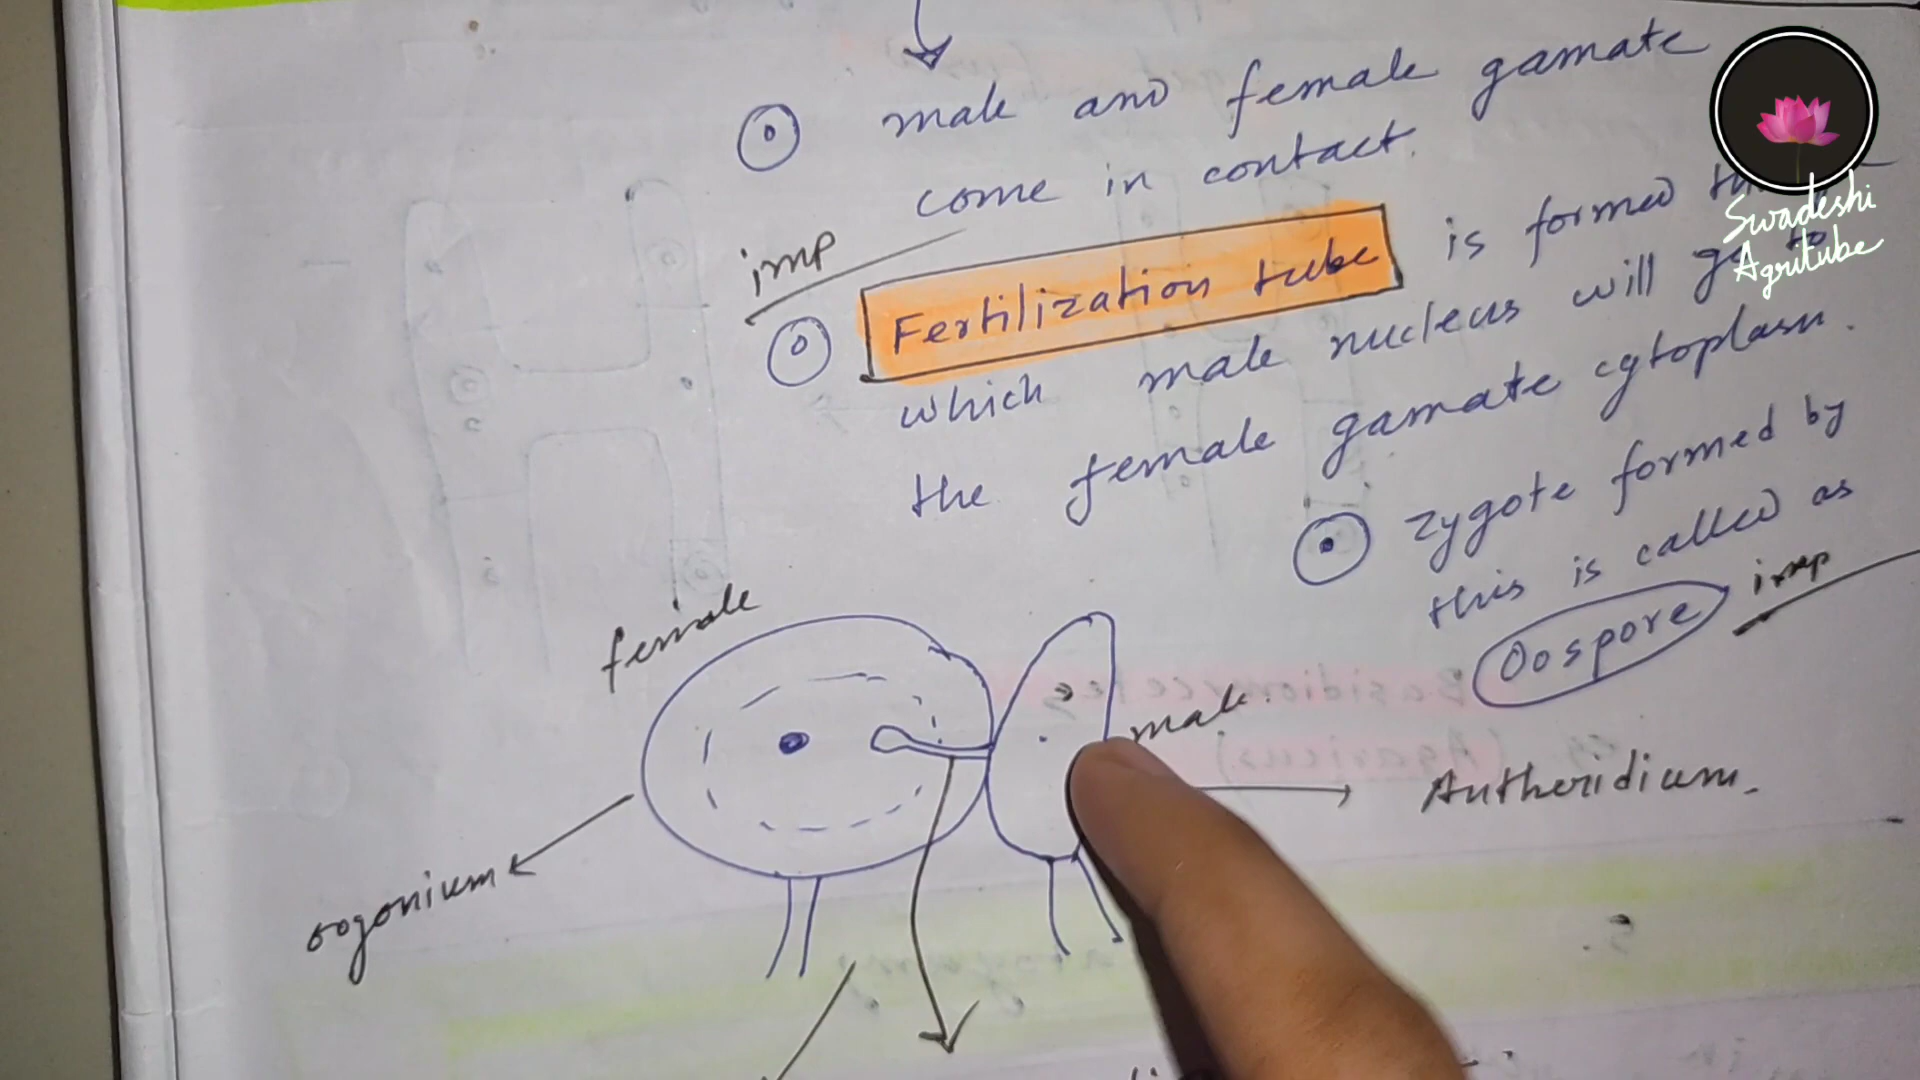 male and female gamate
come in contact.
imp
Fertilization tube is formed
which male nucleus will go to
the female gamate cytoplasm.
zygote formed by
this is called as
Oospore imp
female
male.
Antheridium.
oogonium
Swadeshi
Agritube